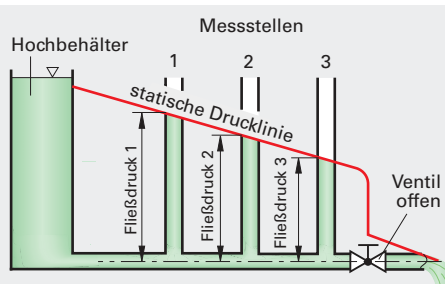 Messstellen
Hochbehälter
1
2
3
statische Drucklinie
Fließdruck 1
Fließdruck 2
Fließdruck 3
Ventil
offen